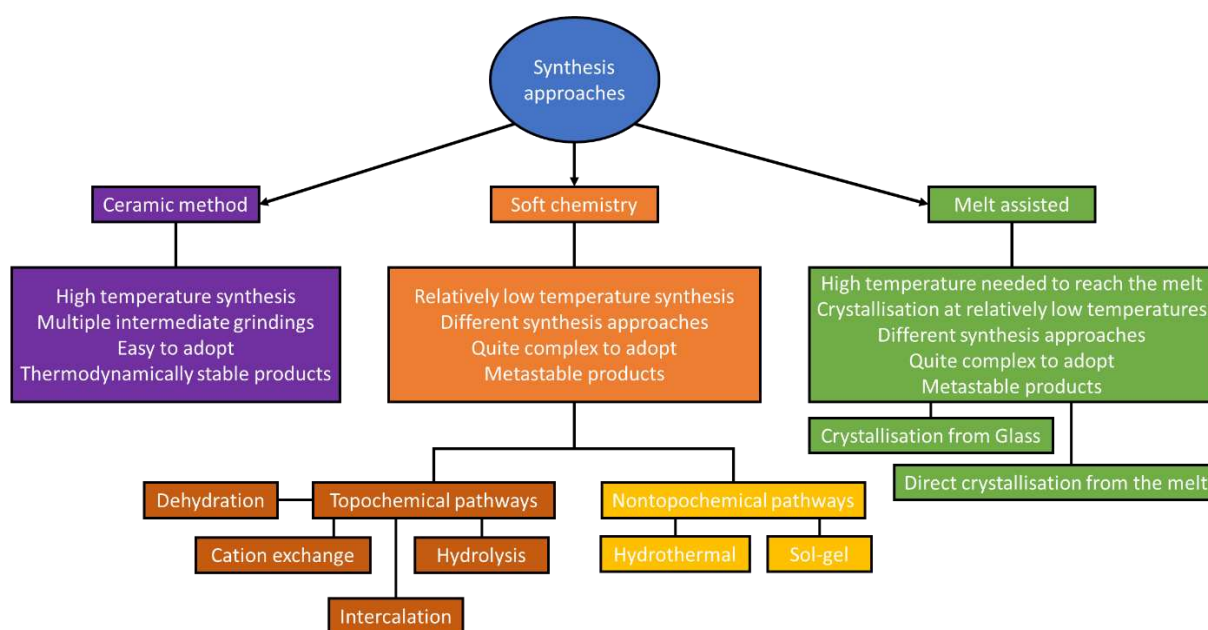 Synthesis
approaches
Ceramic method
Soft chemistry
Melt assisted
High temperature synthesis
Multiple intermediate grindings
Easy to adopt
Thermodynamically stable products
Relatively low temperature synthesis
Different synthesis approaches
Quite complex to adopt
Metastable products
High temperature needed to reach the melt
Crystallisation at relatively low temperatures
Different synthesis approaches
Quite complex to adopt
Metastable products
Crystallisation from Glass
Direct crystallisation from the melt
Dehydration
Topochemical pathways
Cation exchange
Hydrolysis
Intercalation
Nontopochemical pathways
Hydrothermal
Sol-gel